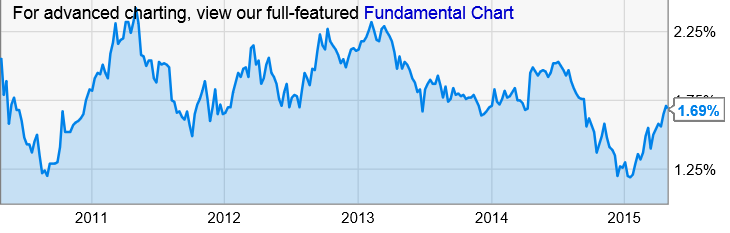 For advanced charting, view our full-featured Fundamental Chart
2.25%
1.69%
1.25%
2011 2012 2013 2014 2015